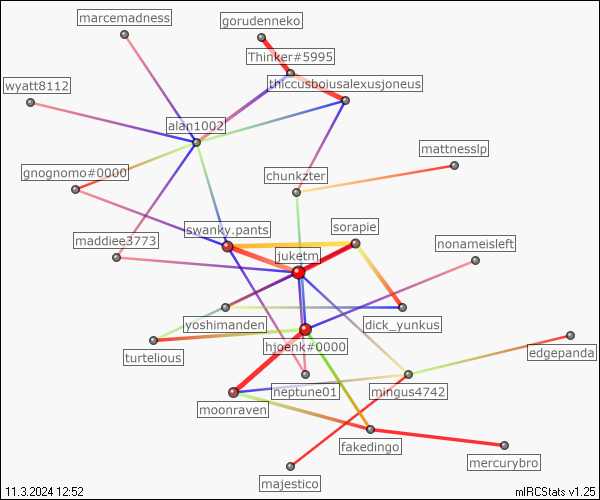 marcemadness
gorudenneko
Thinker#5995
thiccusboiusalexusjoneus
wyatt8112
alan1002
mattnesslp
gnognomo#0000
chunkzter
swanky.pants
sorapie
maddiee3773
juketm
nonameisleft
yoshimanden
dick_yunkus
turtelious
hjoenk#0000
edgepanda
neptune01
mingus4742
moonraven
fakedingo
mercurybro
majestico
11.3.2024 12:52
mIRCStats v1.25